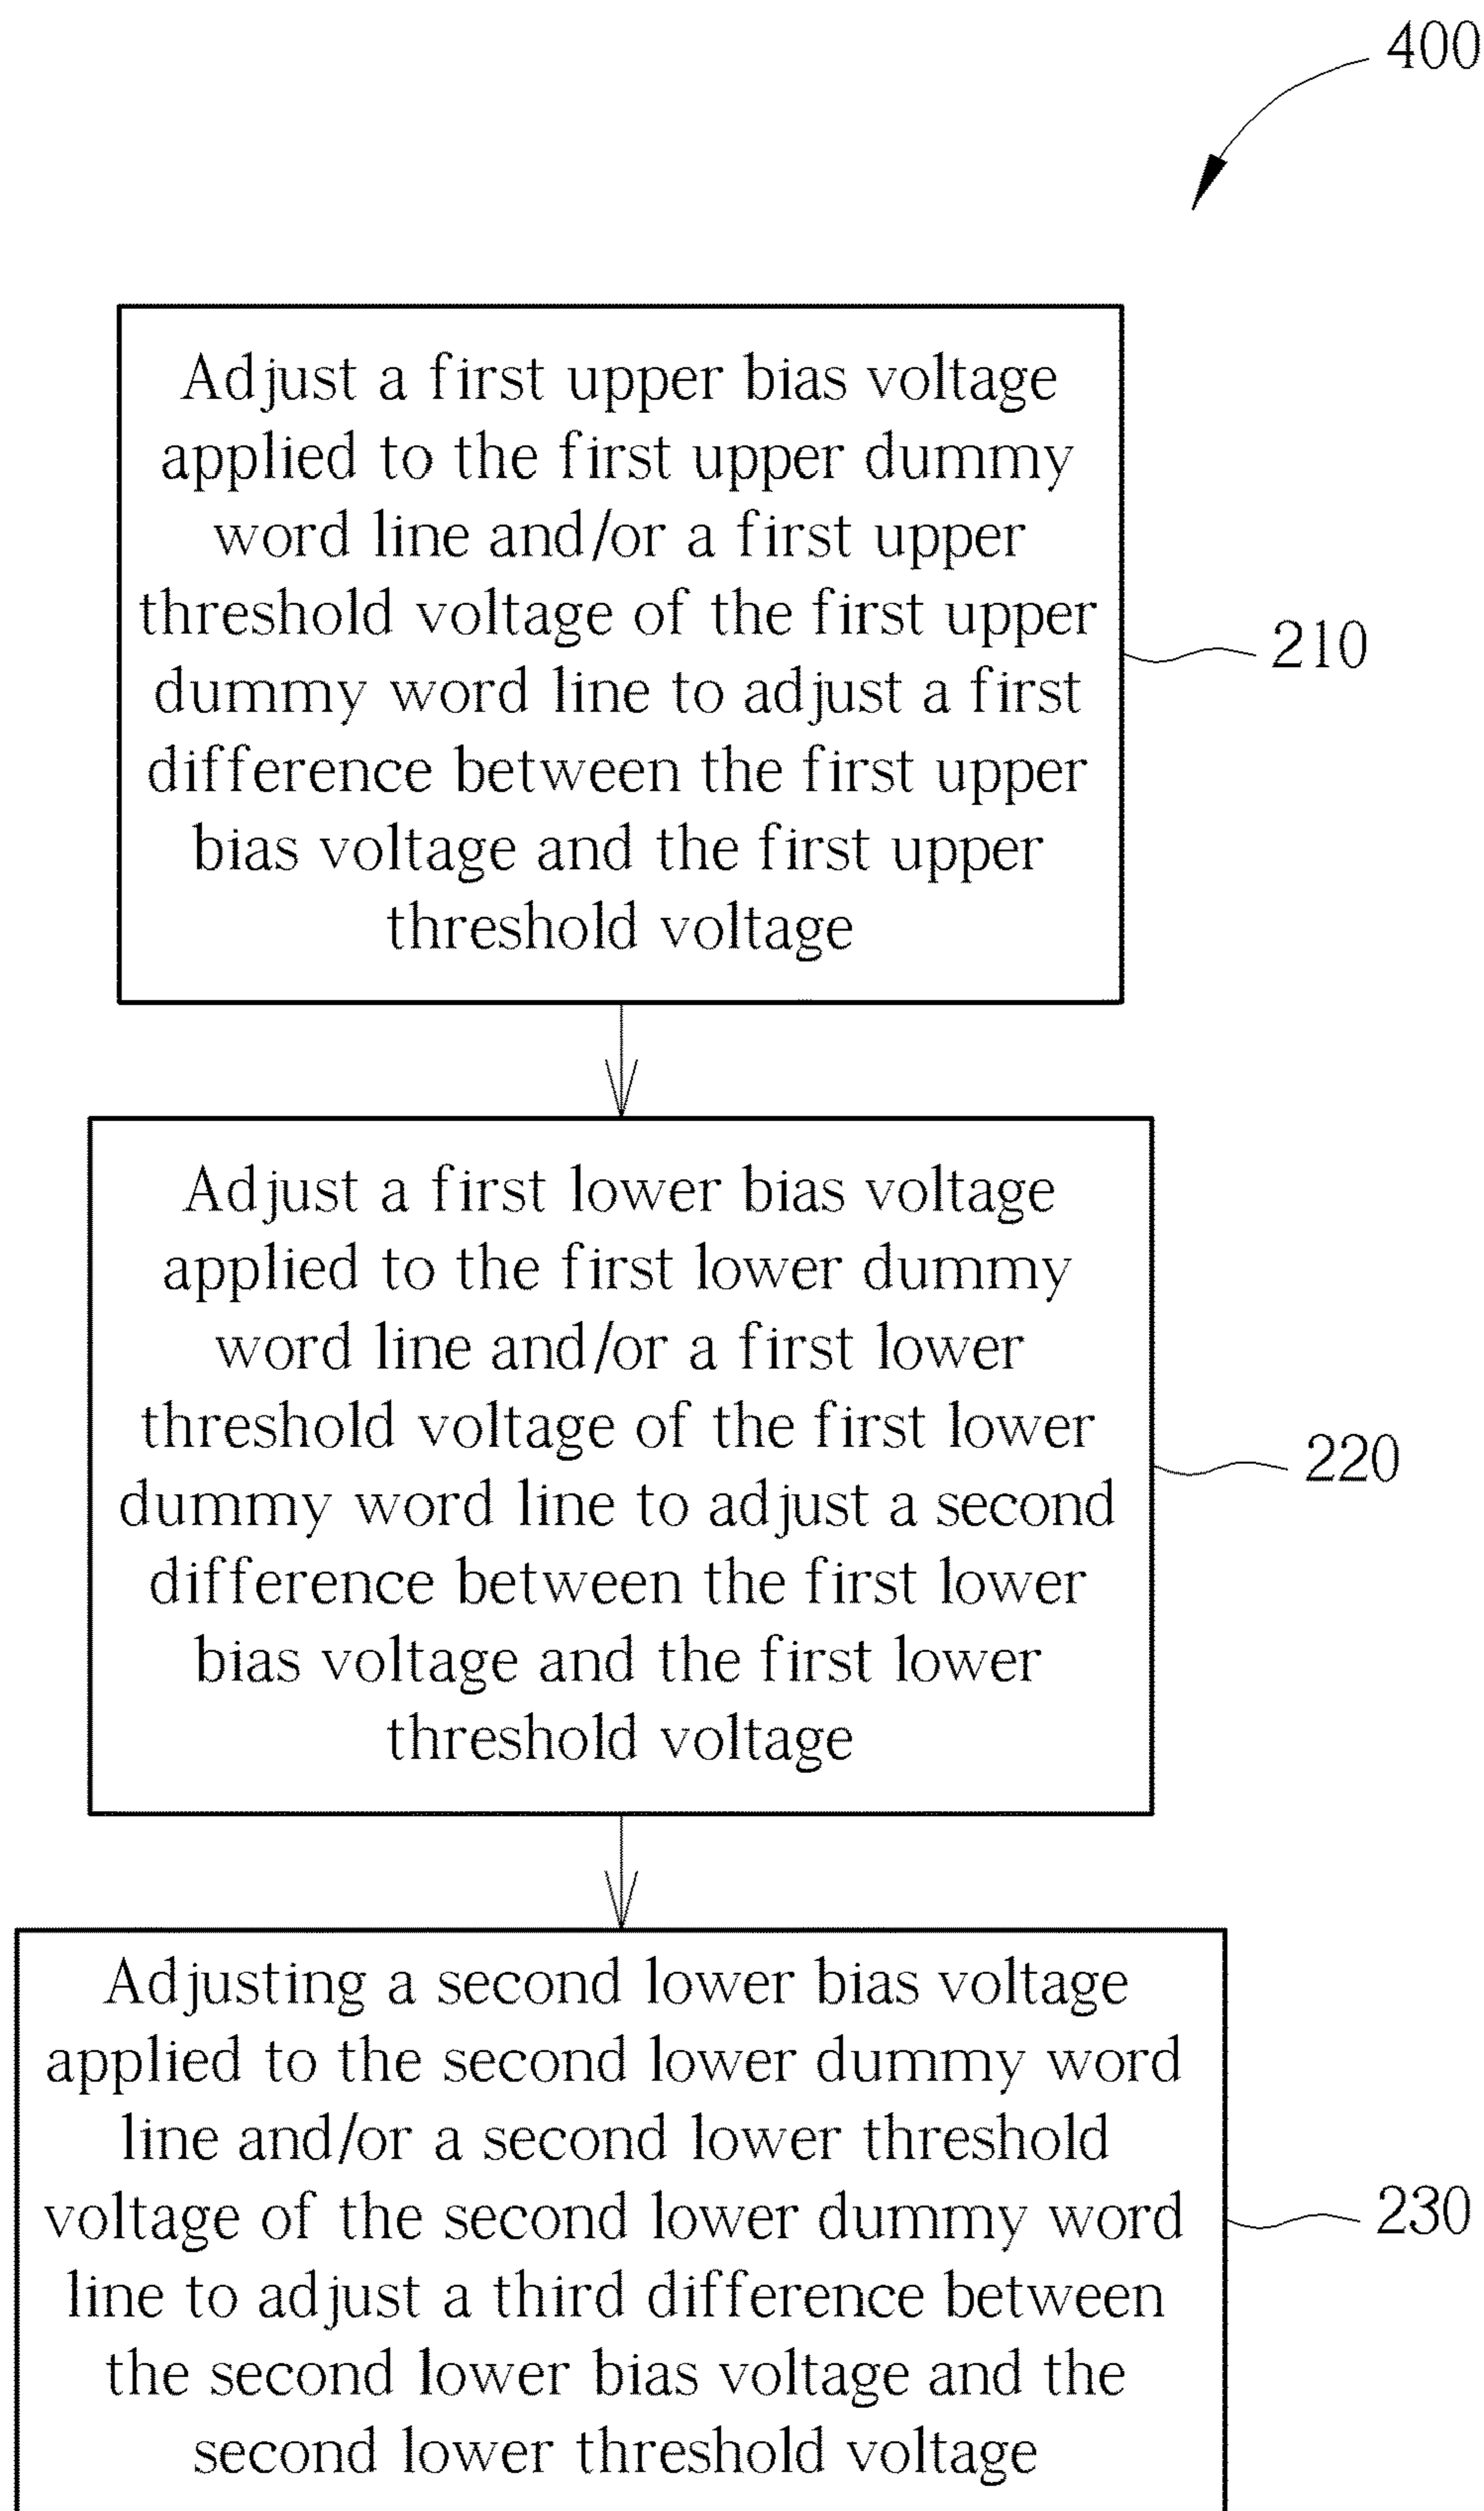 400
Adjust a first upper bias voltage
applied to the first upper dummy
word line and/or a first upper
threshold voltage of the first upper
dummy word line to adjust a first
difference between the first upper
bias voltage and the first upper
threshold voltage
210
Adjust a first lower bias voltage
applied to the first lower dummy
word line and/or a first lower
threshold voltage of the first lower
dummy word line to adjust a second
difference between the first lower
bias voltage and the first lower
threshold voltage
220
Adjusting a second lower bias voltage
applied to the second lower dummy word
line and/or a second lower threshold
voltage of the second lower dummy word
line to adjust a third difference between
the second lower bias voltage and the
second lower threshold voltage
230